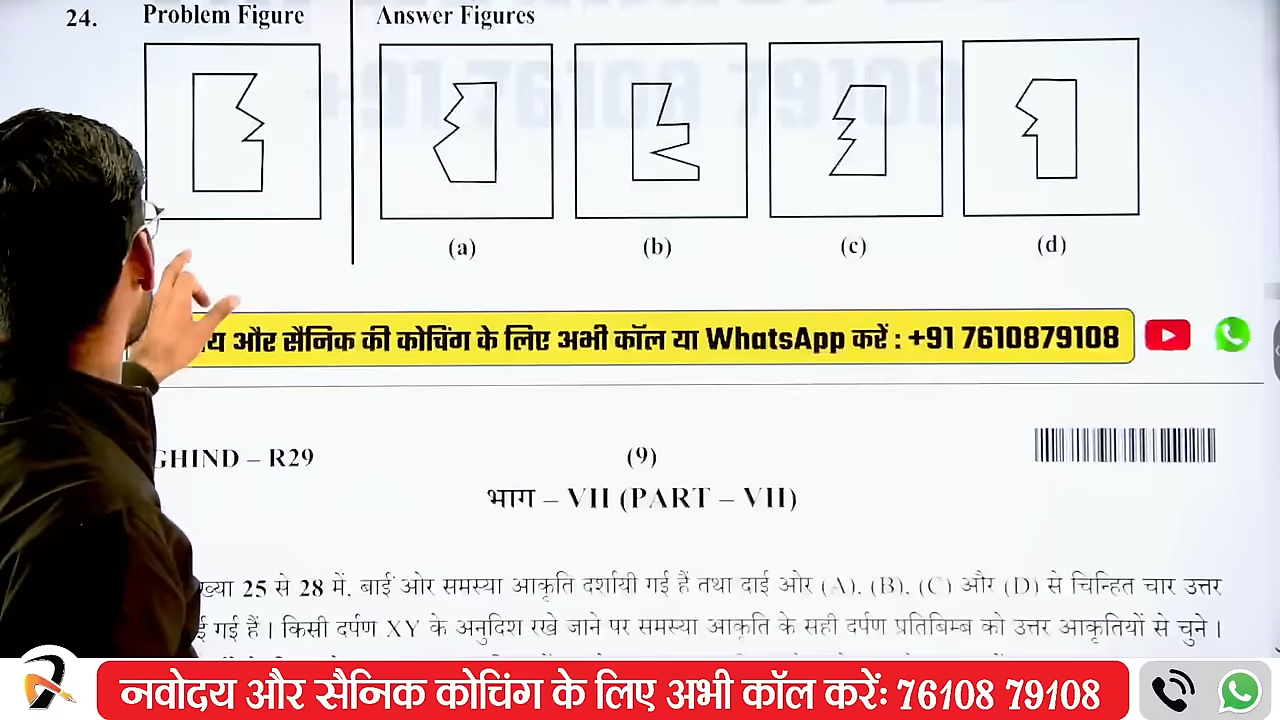 24. Problem Figure Answer Figures
(a) (b) (c) (d)
और सैनिक की कोचिंग के लिए अभी कॉल या WhatsApp करें : +91 7610879108
GHIND – R29 (9)
भाग – VII (PART – VII)
25 से 28 में, बाईं ओर समस्या आकृति दर्शायी गई हैं तथा दाईं ओर (A), (B), (C) और (D) से चिन्हित चार उत्तर
गई हैं । किसी दर्पण XY के अनुदिश रखे जाने पर समस्या आकृति के सही दर्पण प्रतिबिम्ब को उत्तर आकृतियों से चुने ।
नवोदय और सैनिक कोचिंग के लिए अभी कॉल करें: 76108 79108